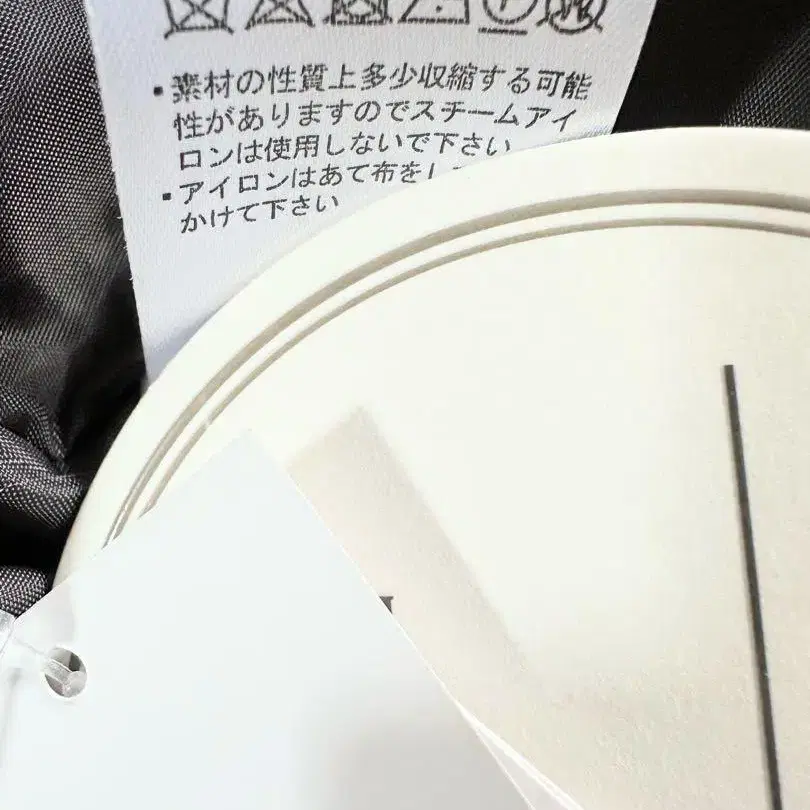 ・素材の性質上多少収縮する可能
性がありますのでスチームアイ
ロンは使用しないで下さい
・アイロンはあて布をし
かけて下さい